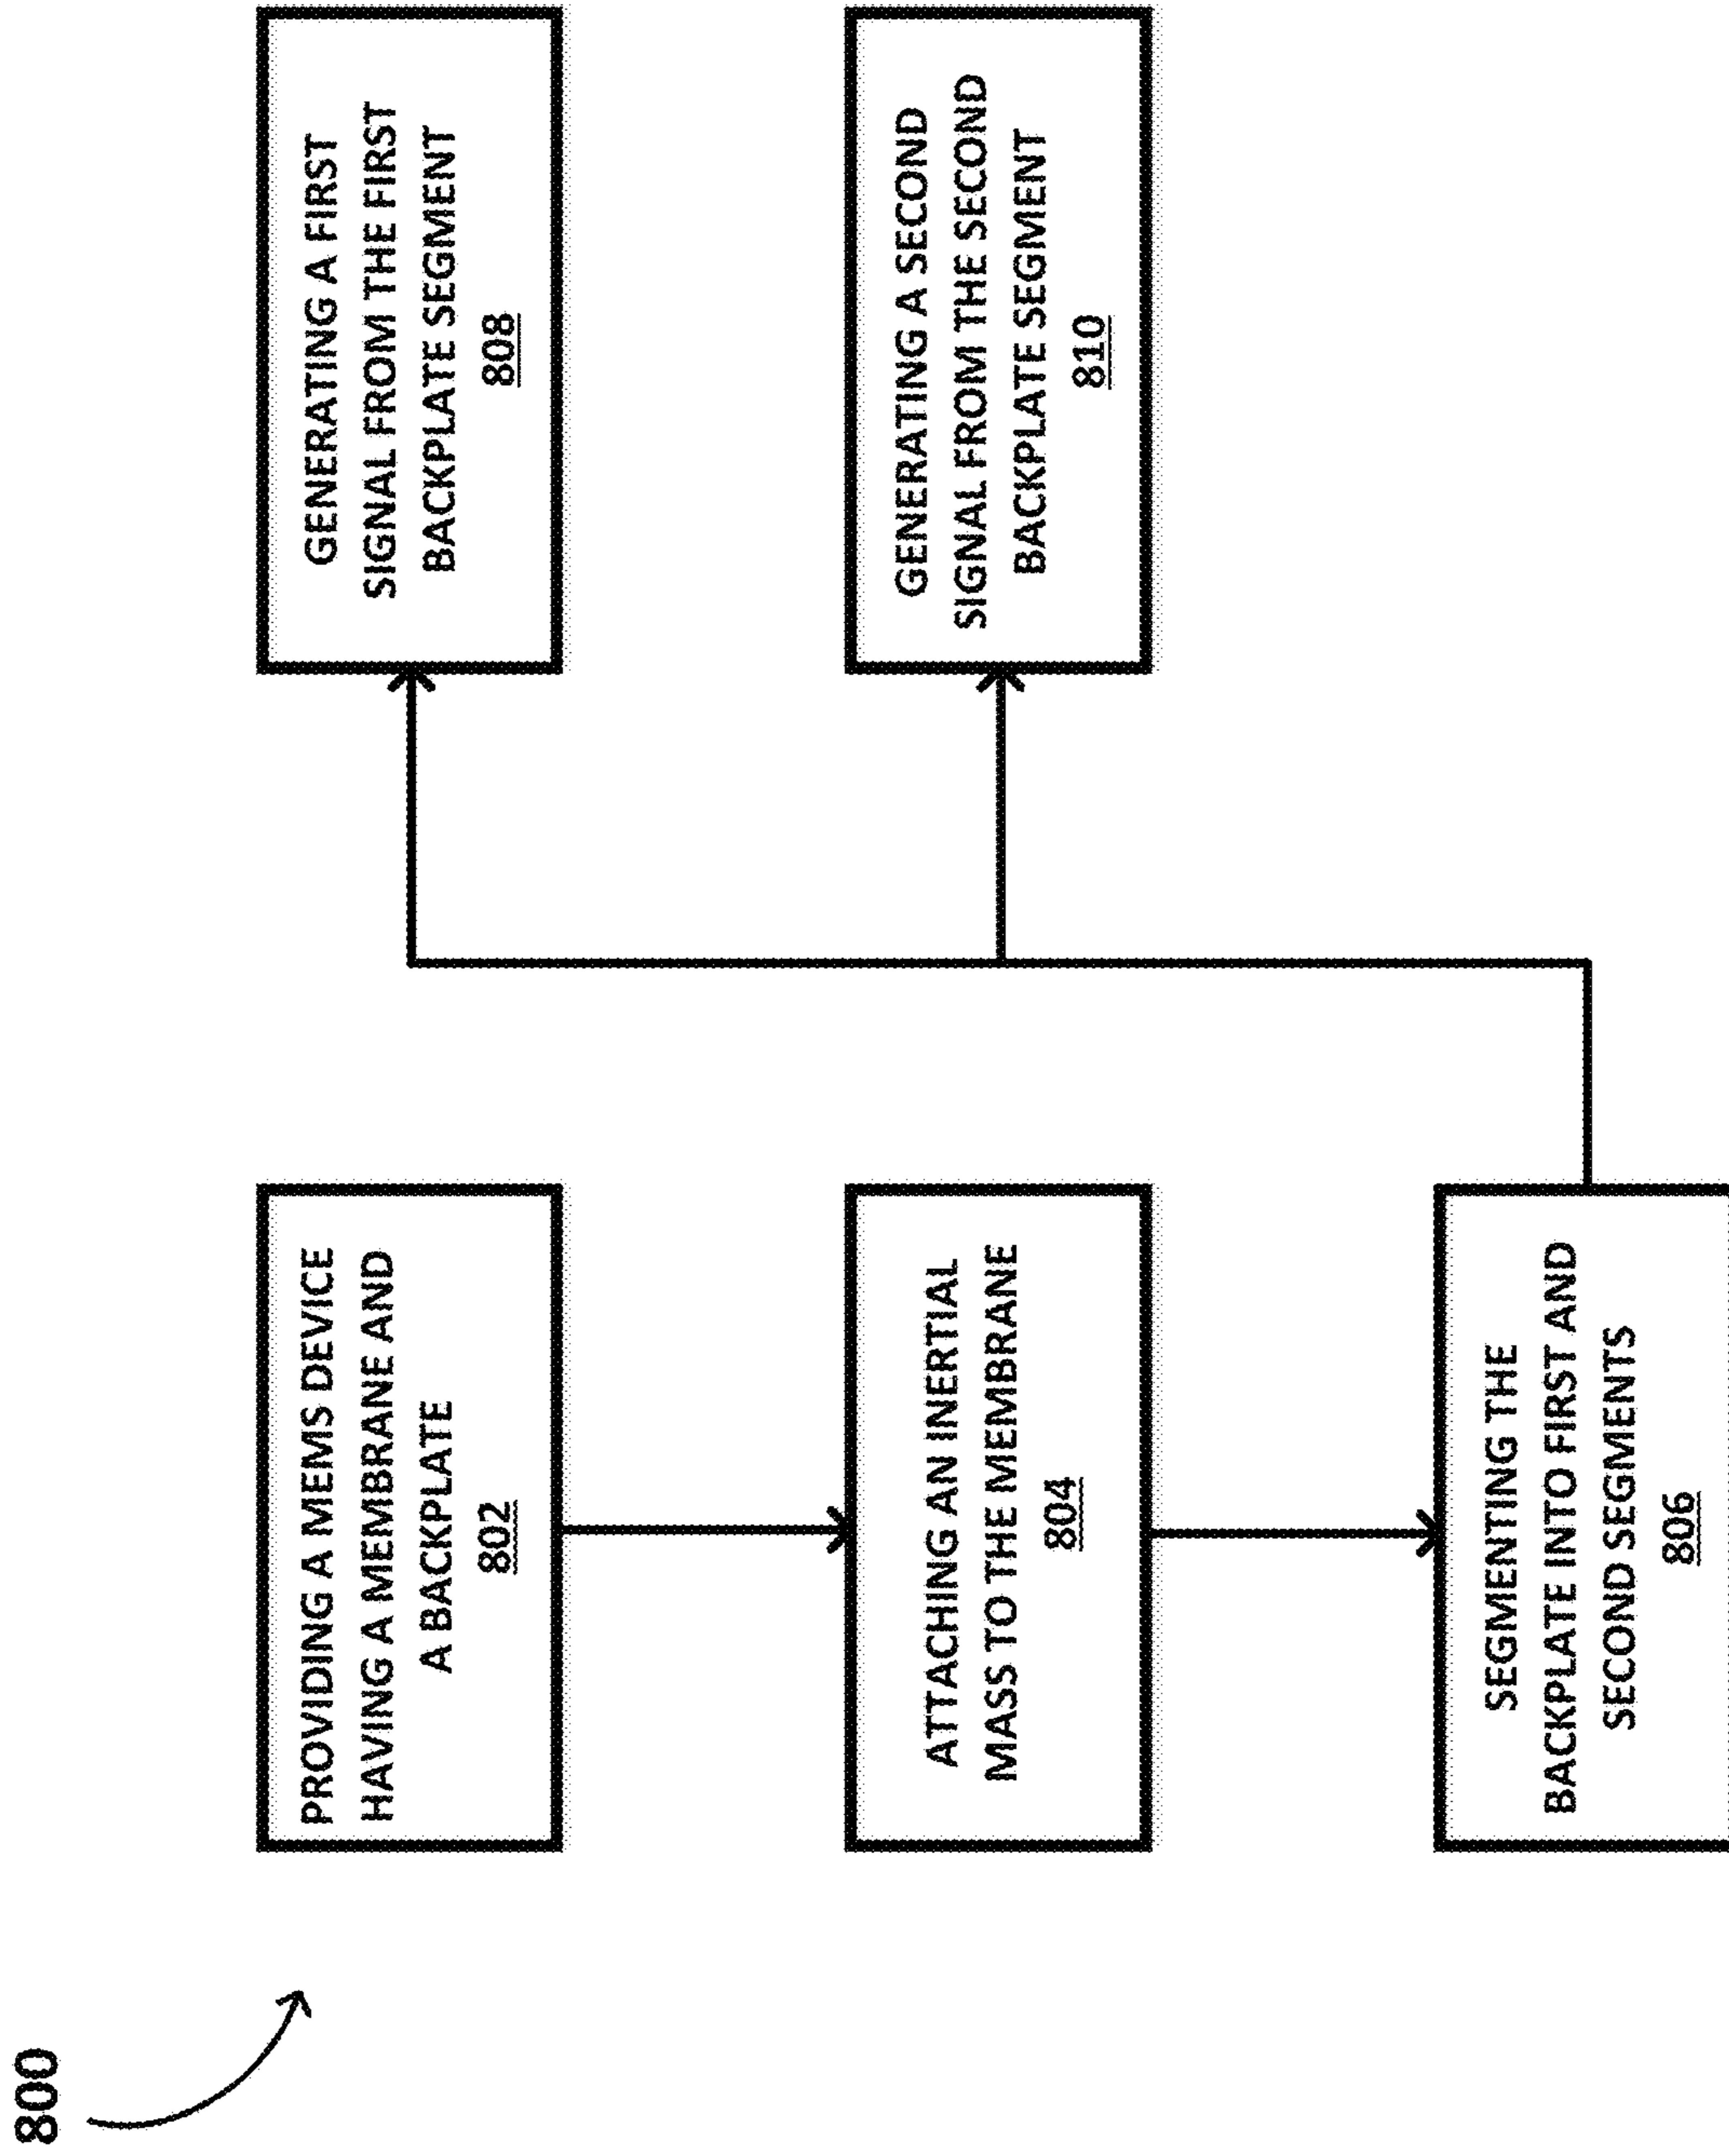 800
PROVIDING A MEMS DEVICE
HAVING A MEMBRANE AND
A BACKPLATE
802
ATTACHING AN INERTIAL
MASS TO THE MEMBRANE
804
SEGMENTING THE
BACKPLATE INTO FIRST AND
SECOND SEGMENTS
806
GENERATING A FIRST
SIGNAL FROM THE FIRST
BACKPLATE SEGMENT
808
GENERATING A SECOND
SIGNAL FROM THE SECOND
BACKPLATE SEGMENT
810